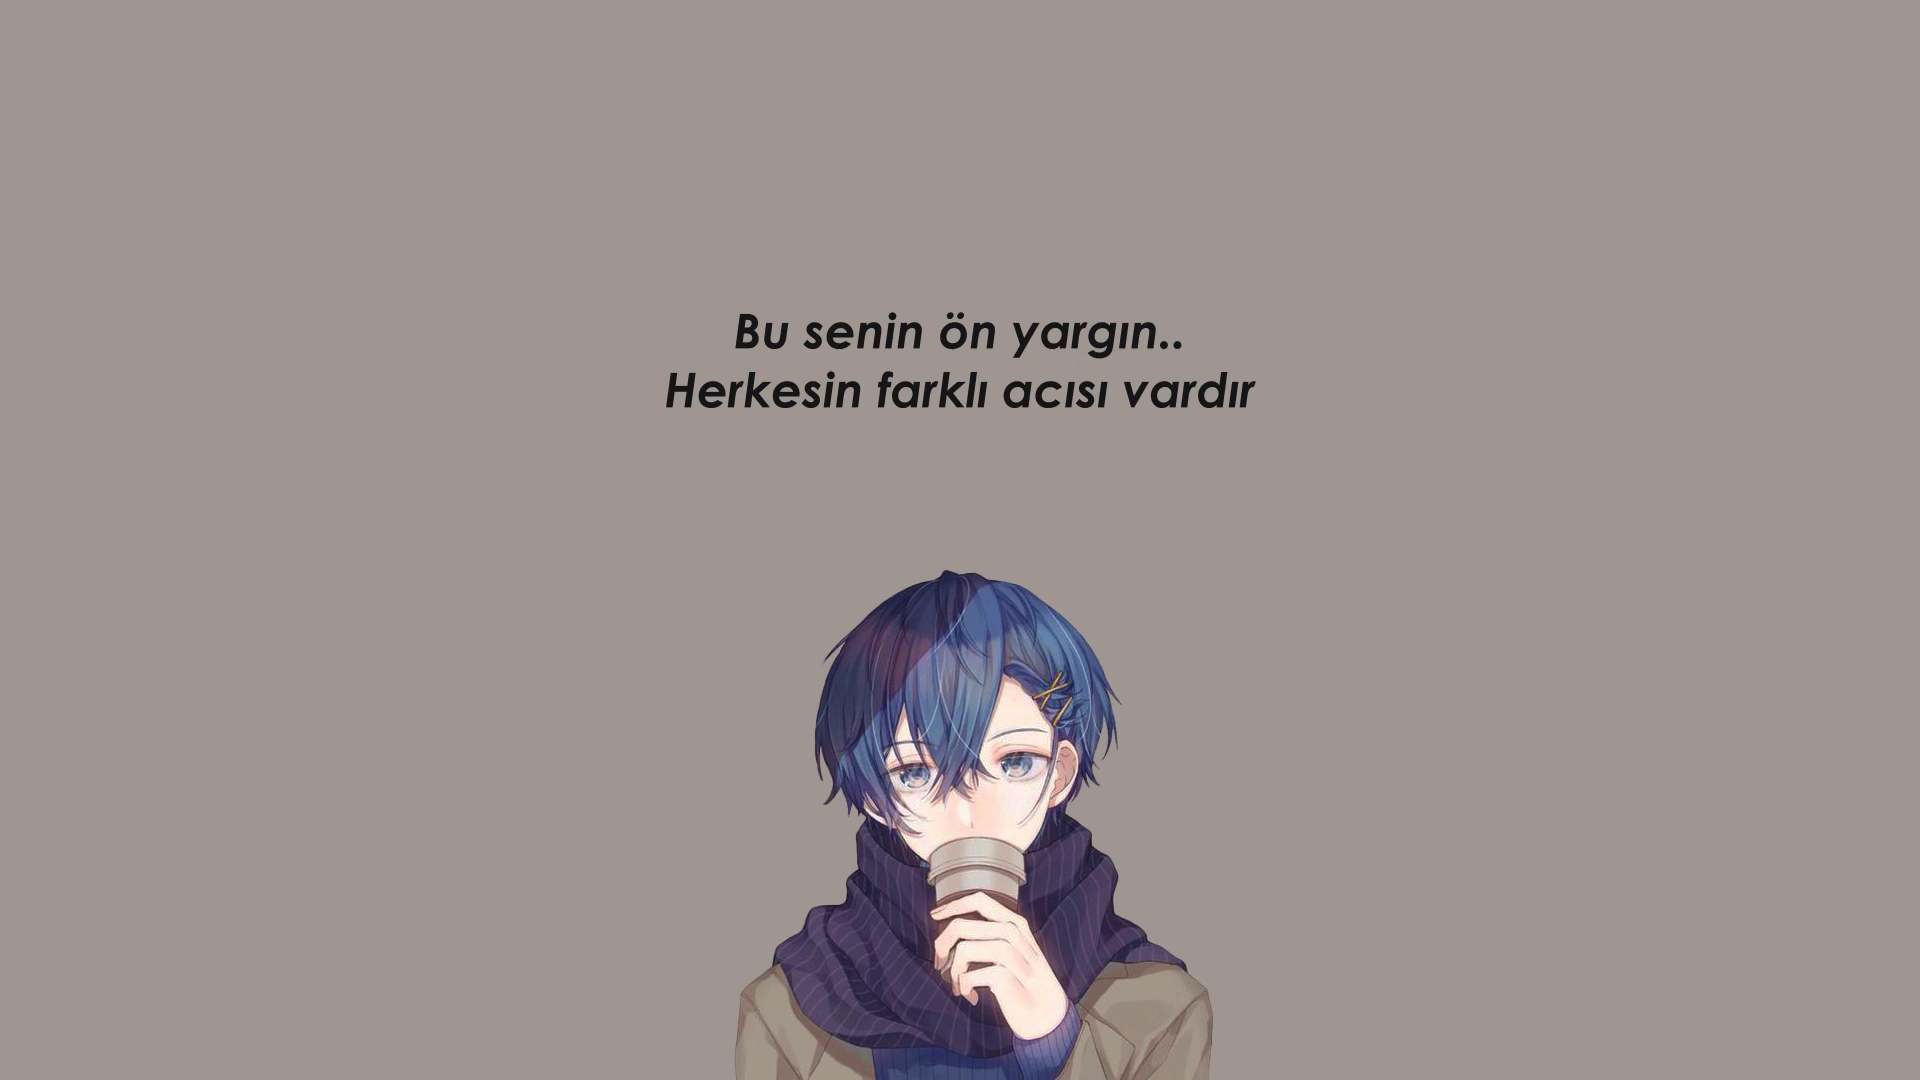 Bu senin ön yargın..
Herkesin farklı acısı vardır